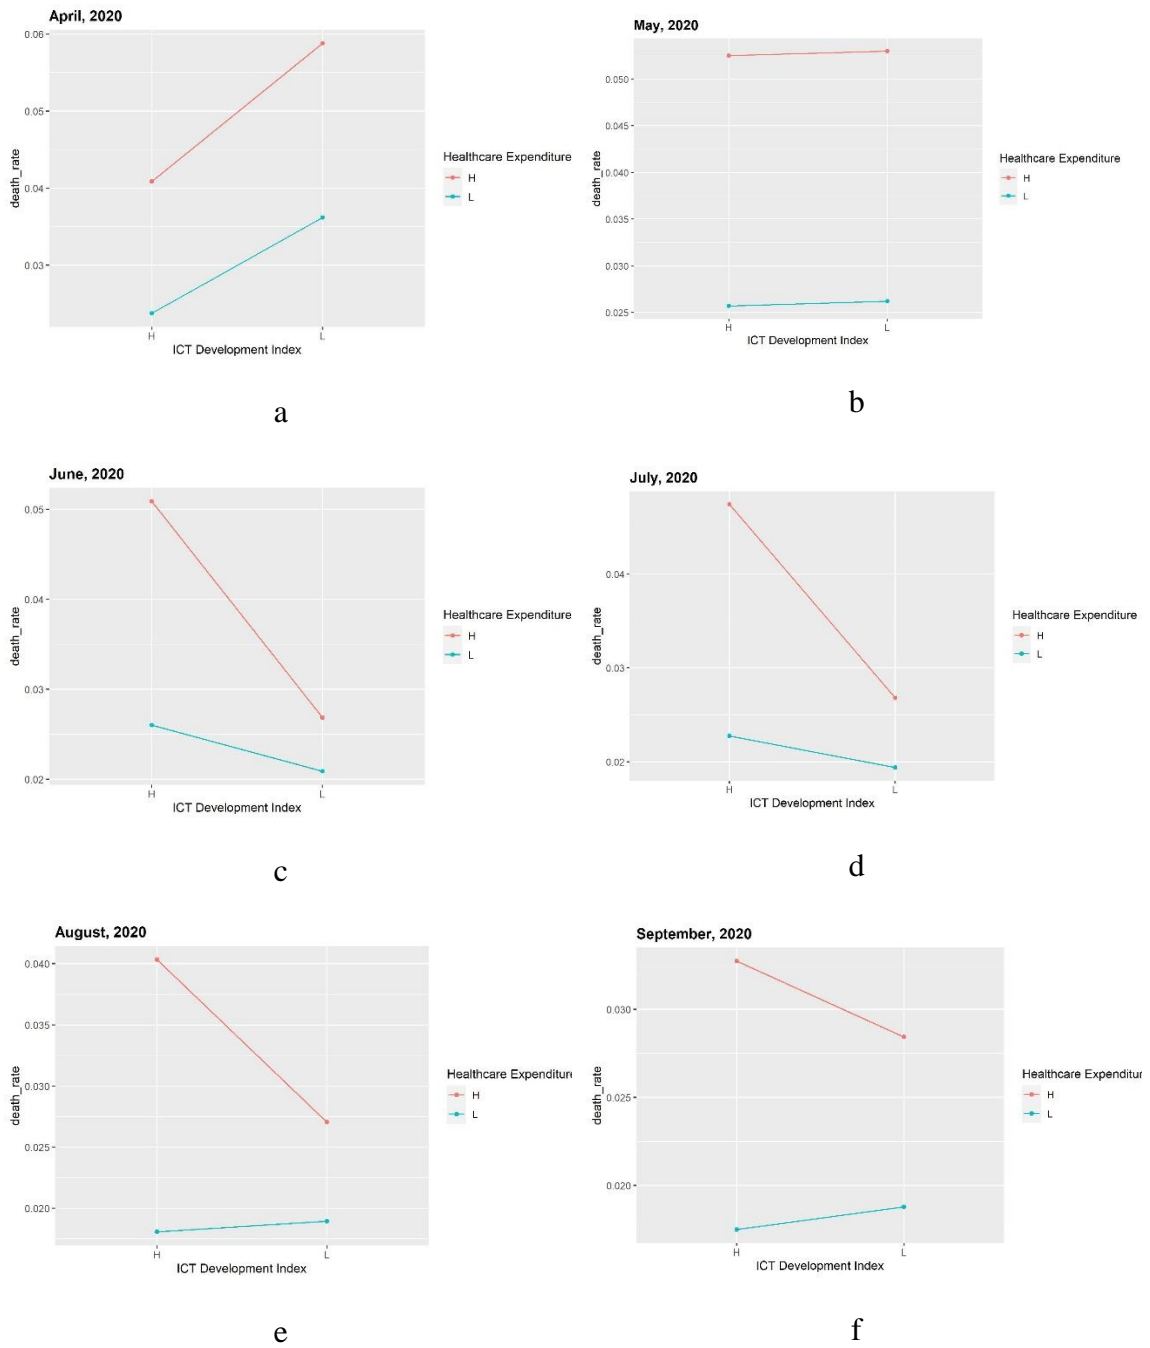 April, 2020
0.06
0.05
0.04
0.03
death_rate
H
L
ICT Development Index
Healthcare Expenditure
H
L
a
May, 2020
0.050
0.045
0.040
0.035
0.030
0.025
death_rate
H
L
ICT Development Index
Healthcare Expenditure
H
L
b
June, 2020
0.05
0.04
0.03
0.02
death_rate
H
L
ICT Development Index
Healthcare Expenditure
H
L
c
July, 2020
0.04
0.03
0.02
death_rate
H
L
ICT Development Index
Healthcare Expenditure
H
L
d
August, 2020
0.040
0.035
0.030
0.025
0.020
death_rate
H
L
ICT Development Index
Healthcare Expenditure
H
L
e
September, 2020
0.030
0.025
0.020
death_rate
H
L
ICT Development Index
Healthcare Expenditur
H
L
f